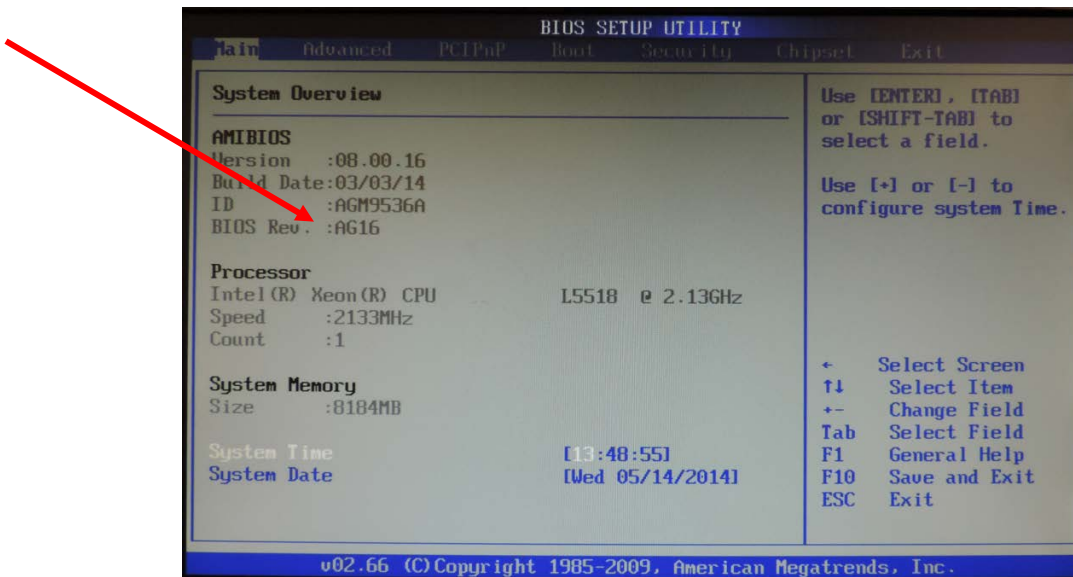 BIOS SETUP UTILITY
Main Advanced PCIPnP Boot Security Chipset Exit
System Overview
AMIBIOS
Version :08.00.16
Build Date:03/03/14
ID :AGM9536A
BIOS Rev. :AG16
Processor
Intel(R) Xeon(R) CPU L5518 @ 2.13GHz
Speed :2133MHz
Count :1
System Memory
Size :8184MB
System Time [13:48:55]
System Date [Wed 05/14/2014]
Use [ENTER], [TAB]
or [SHIFT-TAB] to
select a field.
Use [+] or [-] to
configure system Time.
← Select Screen
↑↓ Select Item
+- Change Field
Tab Select Field
F1 General Help
F10 Save and Exit
ESC Exit
v02.66 (C)Copyright 1985-2009, American Megatrends, Inc.